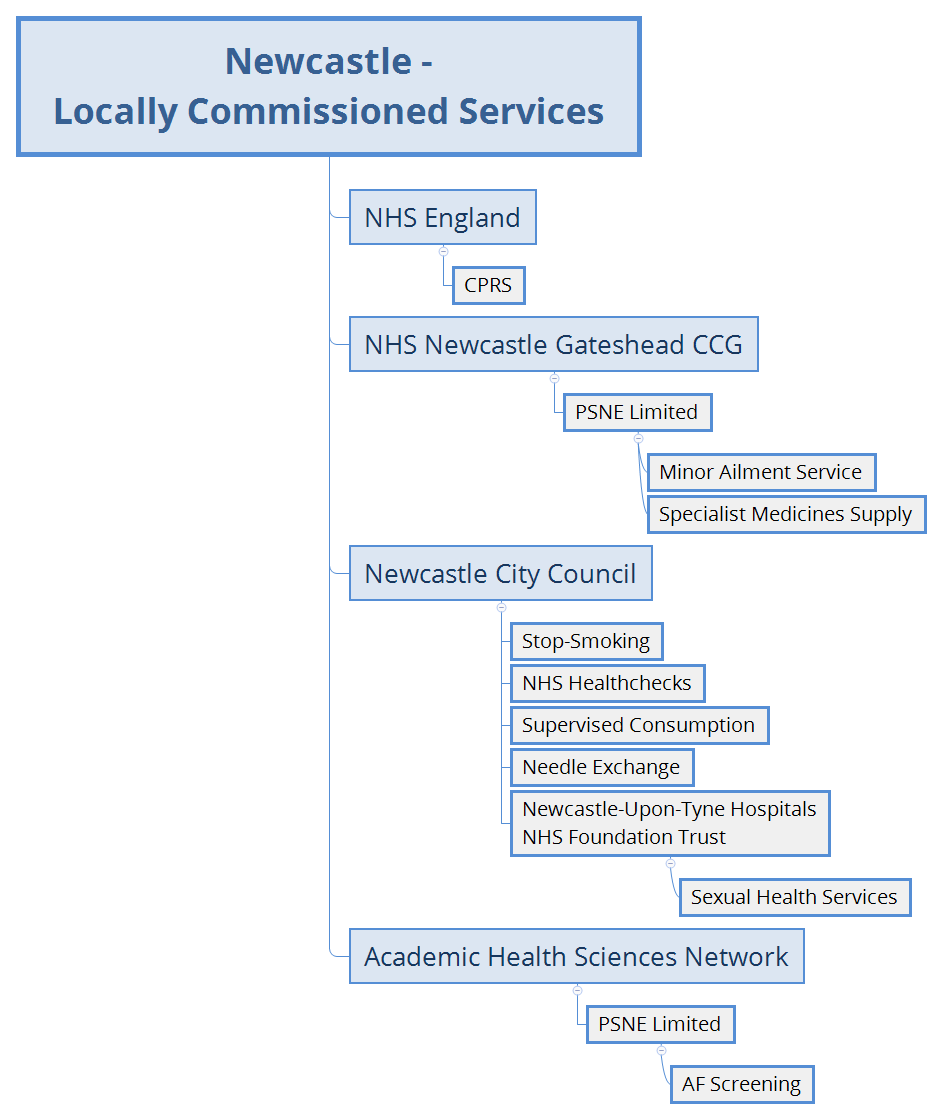 Newcastle -
Locally Commissioned Services
NHS England
CPRS
NHS Newcastle Gateshead CCG
PSNE Limited
Minor Ailment Service
Specialist Medicines Supply
Newcastle City Council
Stop-Smoking
NHS Healthchecks
Supervised Consumption
Needle Exchange
Newcastle-Upon-Tyne Hospitals
NHS Foundation Trust
Sexual Health Services
Academic Health Sciences Network
PSNE Limited
AF Screening